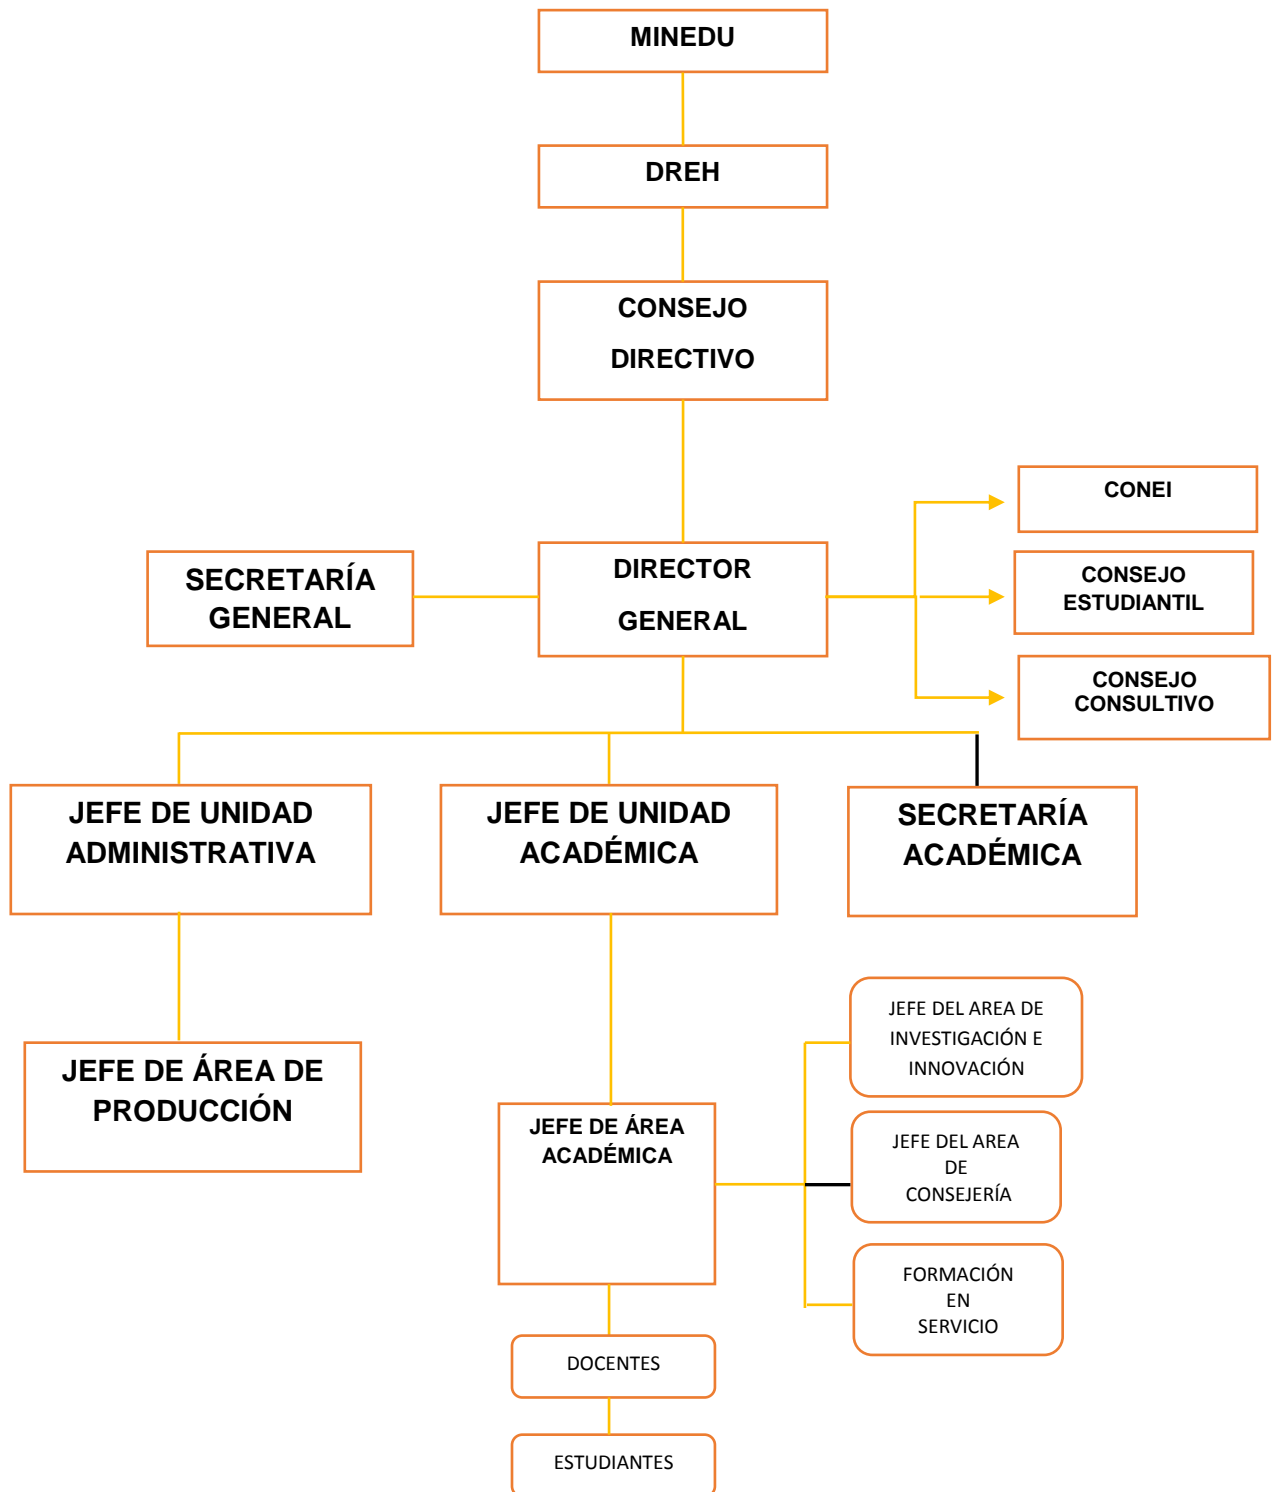 MINEDU
DREH
CONSEJO
DIRECTIVO
CONEI
SECRETARÍA
GENERAL
DIRECTOR
GENERAL
CONSEJO
ESTUDIANTIL
CONSEJO
CONSULTIVO
JEFE DE UNIDAD
ADMINISTRATIVA
JEFE DE UNIDAD
ACADÉMICA
SECRETARÍA
ACADÉMICA
JEFE DE ÁREA DE
PRODUCCIÓN
JEFE DE ÁREA
ACADÉMICA
JEFE DEL AREA DE
INVESTIGACIÓN E
INNOVACIÓN
JEFE DEL AREA
DE
CONSEJERÍA
FORMACIÓN
EN
SERVICIO
DOCENTES
ESTUDIANTES